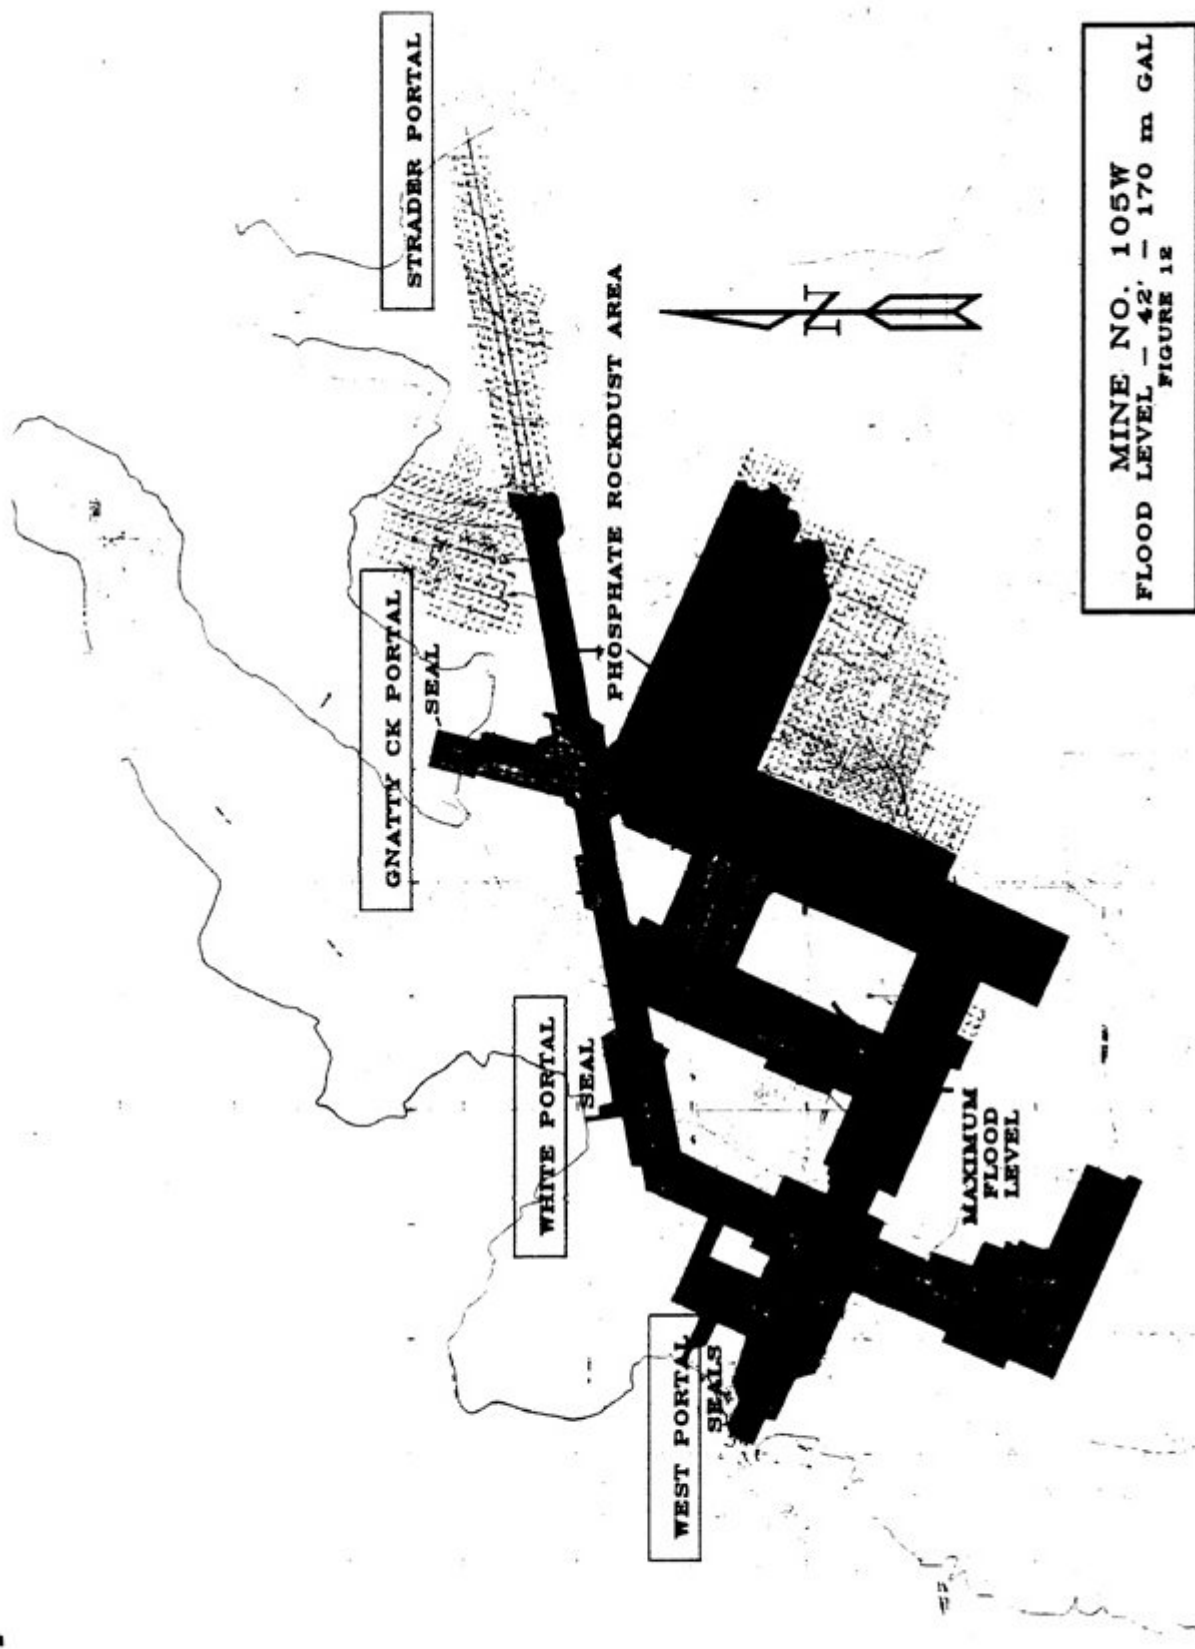 STRADER PORTAL
GNATTY CK PORTAL
SEAL
PHOSPHATE ROCKDUST AREA
N
WHITE PORTAL
SEAL
MAXIMUM
FLOOD
LEVEL
WEST PORTAL
SEALS
MINE NO. 105W
FLOOD LEVEL - 42' - 170 m GAL
FIGURE 12